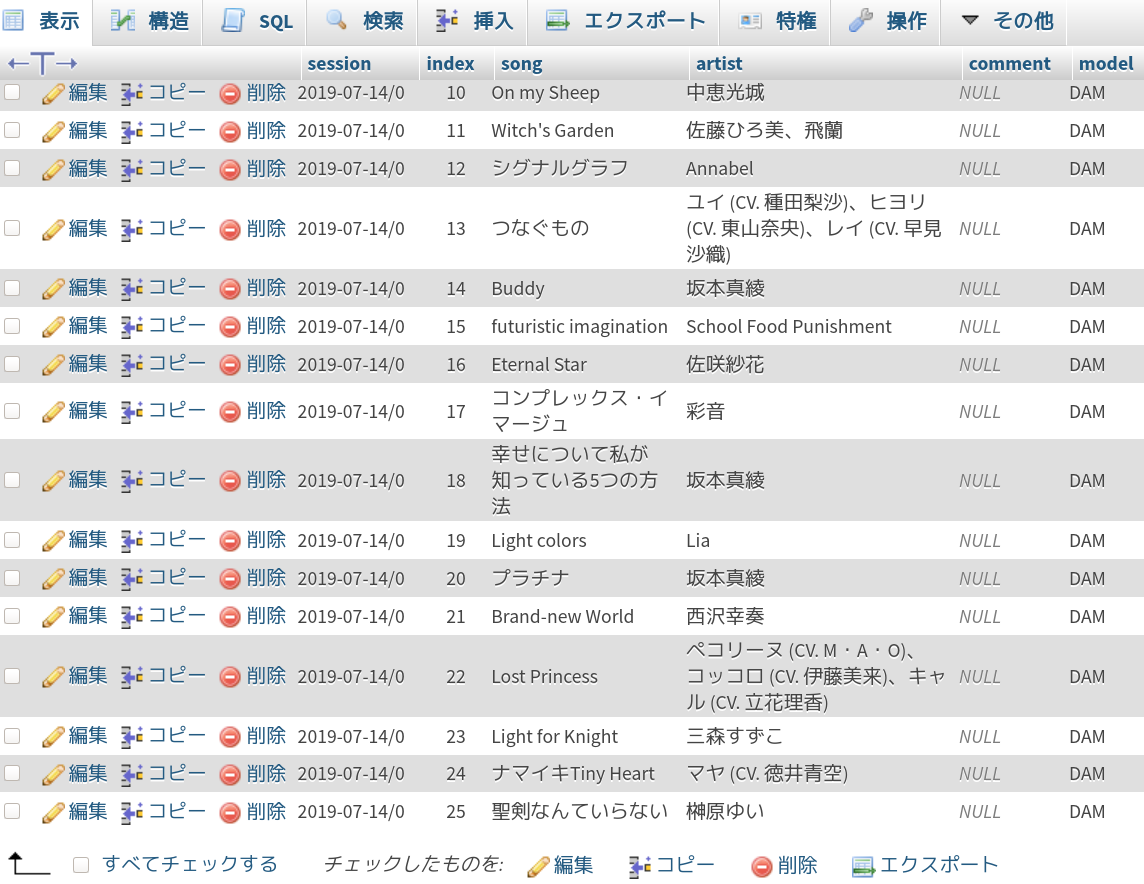 表示 構造 SQL 検索 挿入 エクスポート 特権 操作 その他
session index song artist comment model
編集 コピー 削除 2019-07-14/0 10 On my Sheep 中恵光城 NULL DAM
編集 コピー 削除 2019-07-14/0 11 Witch's Garden 佐藤ひろ美、飛蘭 NULL DAM
編集 コピー 削除 2019-07-14/0 12 シグナルグラフ Annabel NULL DAM
編集 コピー 削除 2019-07-14/0 13 つなぐもの ユイ (CV. 種田梨沙)、ヒヨリ
(CV. 東山奈央)、レイ (CV. 早見
沙織) NULL DAM
編集 コピー 削除 2019-07-14/0 14 Buddy 坂本真綾 NULL DAM
編集 コピー 削除 2019-07-14/0 15 futuristic imagination School Food Punishment NULL DAM
編集 コピー 削除 2019-07-14/0 16 Eternal Star 佐咲紗花 NULL DAM
編集 コピー 削除 2019-07-14/0 17 コンプレックス・イ
マージュ 彩音 NULL DAM
編集 コピー 削除 2019-07-14/0 18 幸せについて私が
知っている5つの方
法 坂本真綾 NULL DAM
編集 コピー 削除 2019-07-14/0 19 Light colors Lia NULL DAM
編集 コピー 削除 2019-07-14/0 20 プラチナ 坂本真綾 NULL DAM
編集 コピー 削除 2019-07-14/0 21 Brand-new World 西沢幸奏 NULL DAM
編集 コピー 削除 2019-07-14/0 22 Lost Princess ペコリーヌ (CV. M・A・O)、
コッコロ (CV. 伊藤美来)、キャ
ル (CV. 立花理香) NULL DAM
編集 コピー 削除 2019-07-14/0 23 Light for Knight 三森すずこ NULL DAM
編集 コピー 削除 2019-07-14/0 24 ナマイキTiny Heart マヤ (CV. 徳井青空) NULL DAM
編集 コピー 削除 2019-07-14/0 25 聖剣なんていらない 榊原ゆい NULL DAM
すべてチェックする チェックしたものを: 編集 コピー 削除 エクスポート